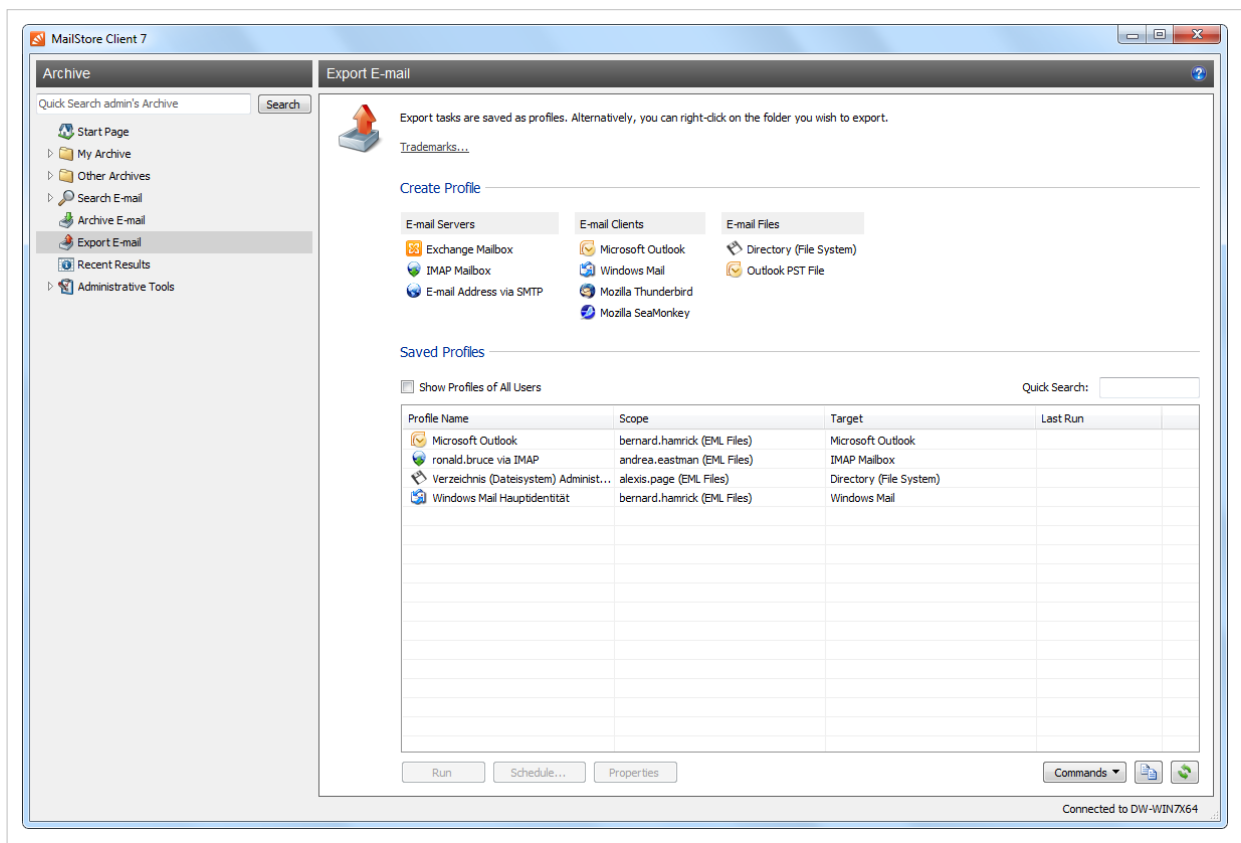 MailStore Client 7
Archive
Export E-mail
Quick Search admin's Archive
Search
Start Page
My Archive
Other Archives
Search E-mail
Archive E-mail
Export E-mail
Recent Results
Administrative Tools
Export tasks are saved as profiles. Alternatively, you can right-click on the folder you wish to export.
Trademarks...
Create Profile
E-mail Servers
Exchange Mailbox
IMAP Mailbox
E-mail Address via SMTP
E-mail Clients
Microsoft Outlook
Windows Mail
Mozilla Thunderbird
Mozilla SeaMonkey
E-mail Files
Directory (File System)
Outlook PST File
Saved Profiles
Show Profiles of All Users
Quick Search:
Profile Name Scope Target Last Run
Microsoft Outlook bernard.hamrick (EML Files) Microsoft Outlook
ronald.bruce via IMAP andrea.eastman (EML Files) IMAP Mailbox
Verzeichnis (Dateisystem) Administ... alexis.page (EML Files) Directory (File System)
Windows Mail Hauptidentität bernard.hamrick (EML Files) Windows Mail
Run Schedule... Properties Commands
Connected to DW-WIN7X64